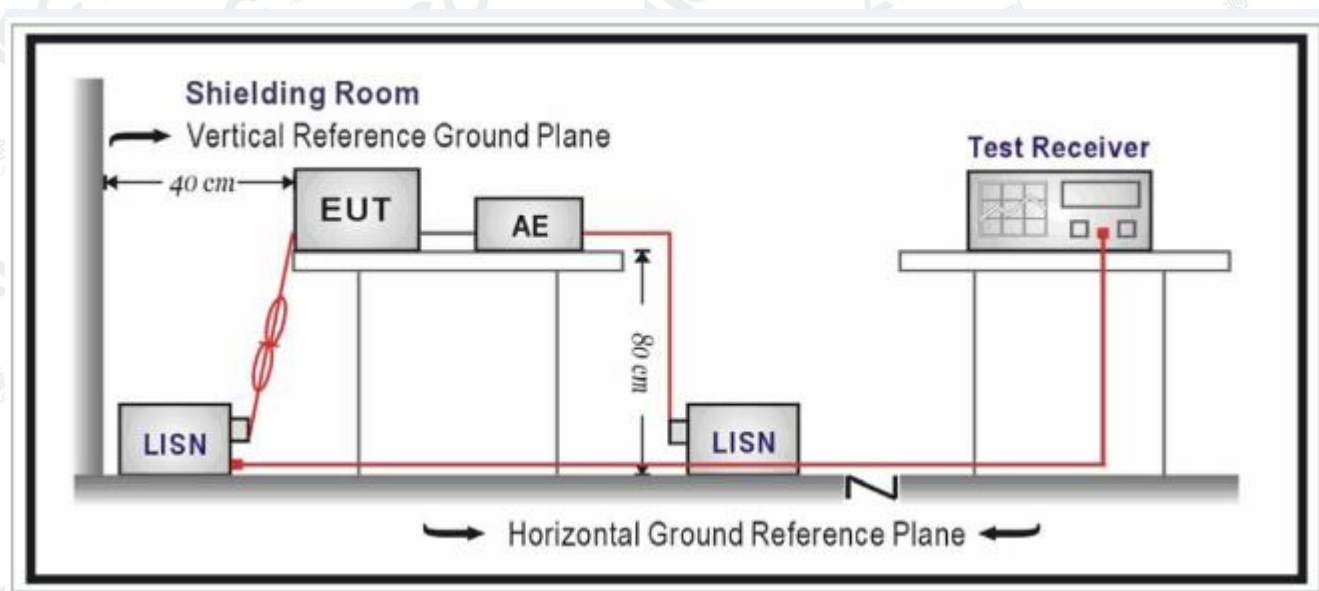 Shielding Room
Vertical Reference Ground Plane
Test Receiver
40 cm
EUT
AE
80 cm
LISN
LISN
Horizontal Ground Reference Plane